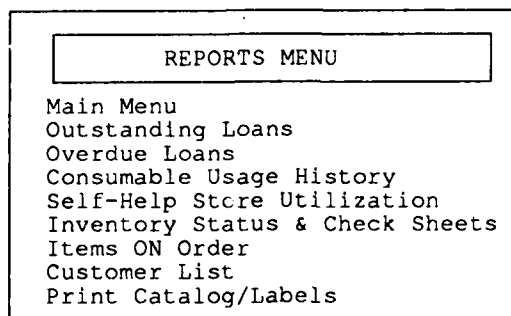 REPORTS MENU
Main Menu
Outstanding Loans
Overdue Loans
Consumable Usage History
Self-Help Store Utilization
Inventory Status & Check Sheets
Items ON Order
Customer List
Print Catalog/Labels